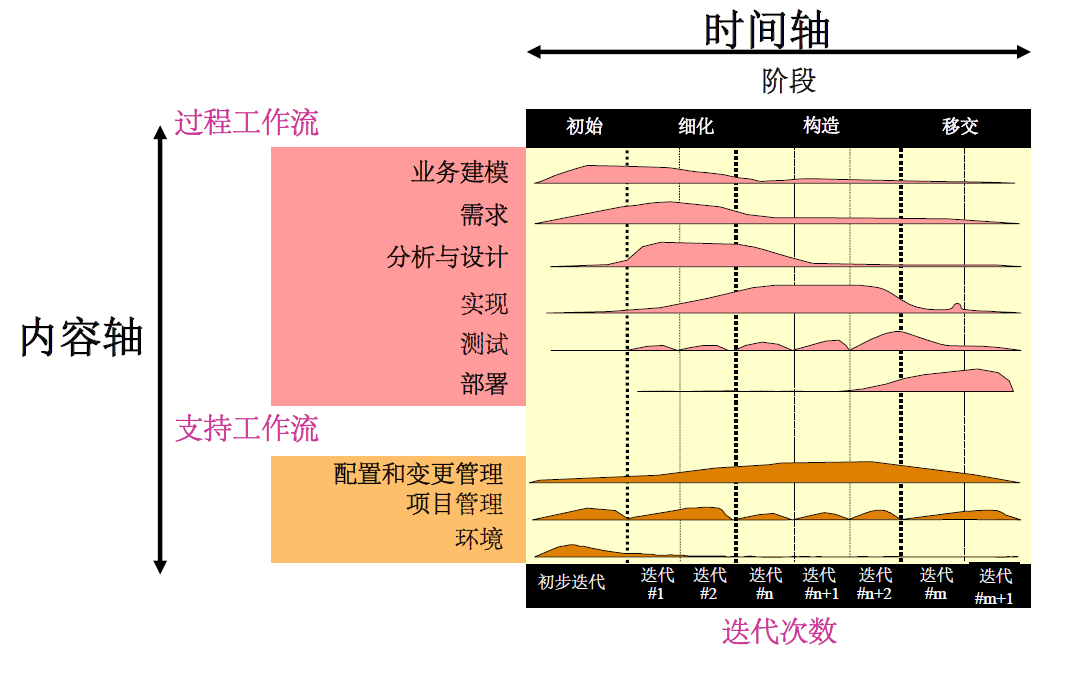 时间轴
阶段
过程工作流
初始
细化
构造
移交
业务建模
需求
分析与设计
实现
内容轴
测试
部署
支持工作流
配置和变更管理
项目管理
环境
初步迭代
迭代
#1
迭代
#2
迭代
#n
迭代
#n+1
迭代
#n+2
迭代
#m
迭代
#m+1
迭代次数